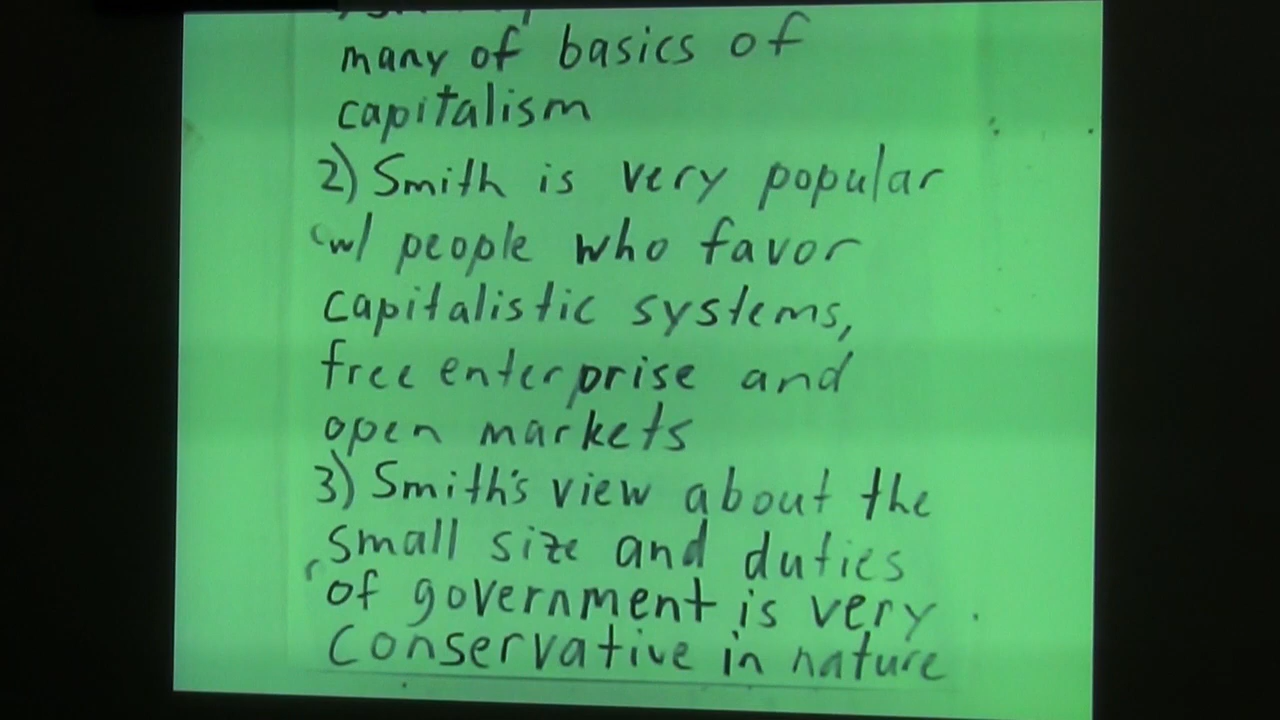 many of basics of
capitalism
2) Smith is very popular
w/ people who favor
capitalistic systems,
free enterprise and
open markets
3) Smith's view about the
small size and duties
of government is very
conservative in nature